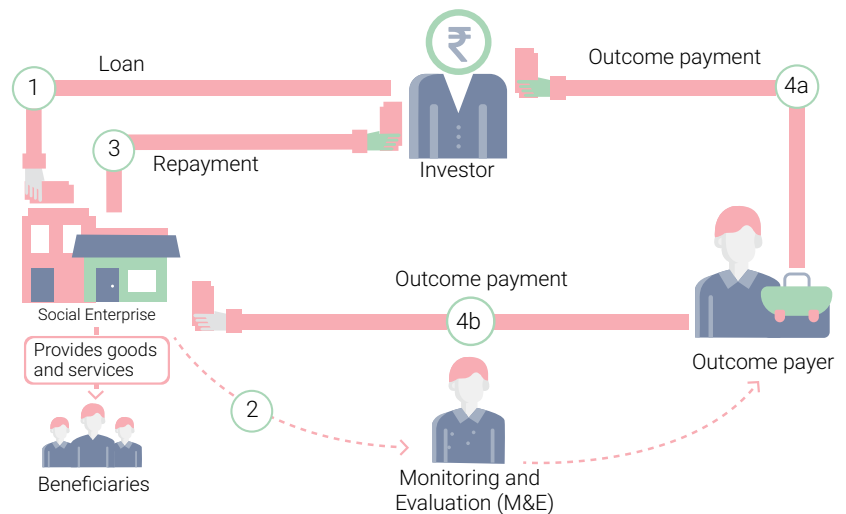 Loan
1
Outcome payment
4a
3
Repayment
₹
Investor
Social Enterprise
Provides goods
and services
Beneficiaries
Outcome payment
4b
Outcome payer
2
Monitoring and
Evaluation (M&E)